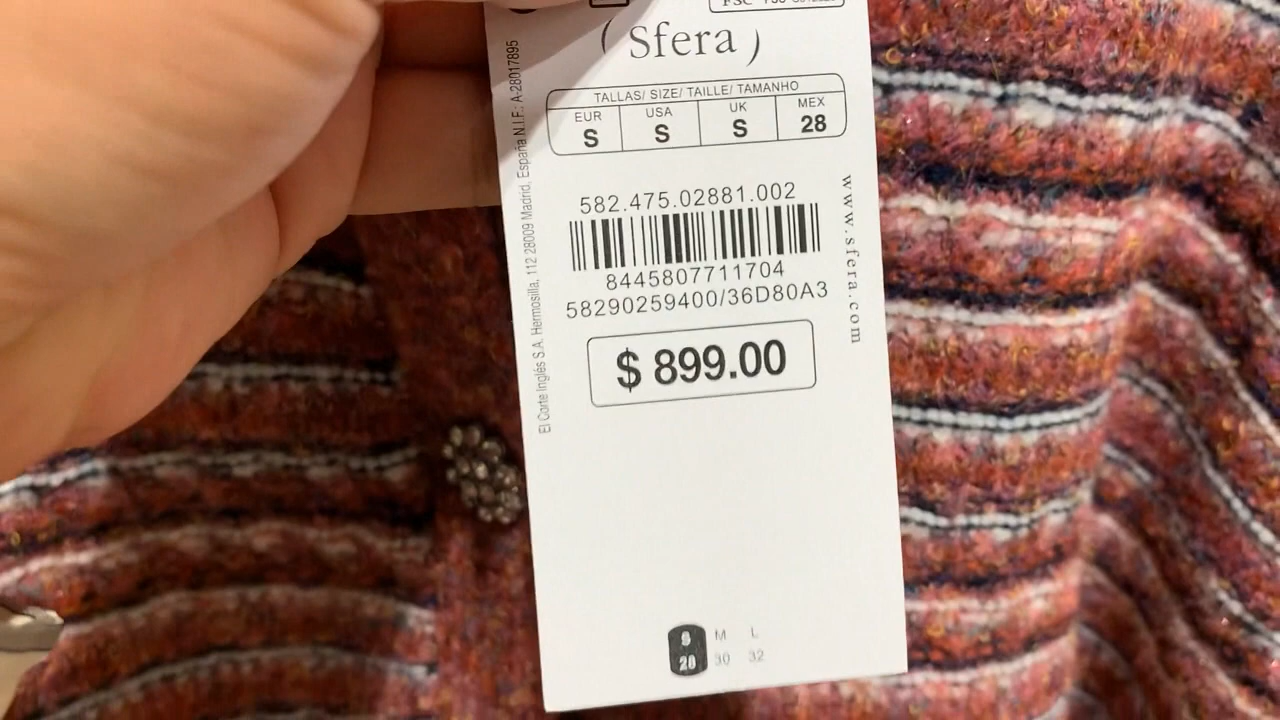 ( Sfera )
TALLAS/ SIZE/ TAILLE/ TAMANHO
EUR USA UK MEX
S S S 28
582.475.02881.002
8445807711704
58290259400/36D80A3
$ 899.00
www.sfera.com
El Corte Inglés S.A. Hermosilla, 112 28009 Madrid, España N.I.F.: A-28017895
S M L
28 30 32